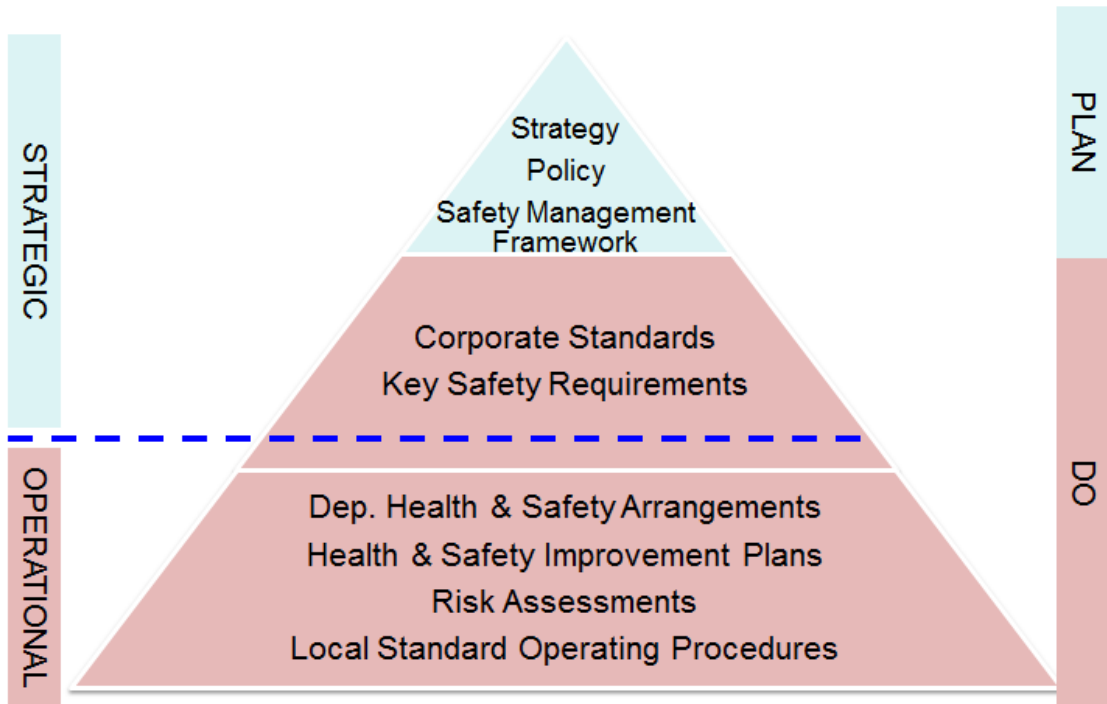 STRATEGIC
OPERATIONAL
Strategy
Policy
Safety Management
Framework
Corporate Standards
Key Safety Requirements
Dep. Health & Safety Arrangements
Health & Safety Improvement Plans
Risk Assessments
Local Standard Operating Procedures
PLAN
DO